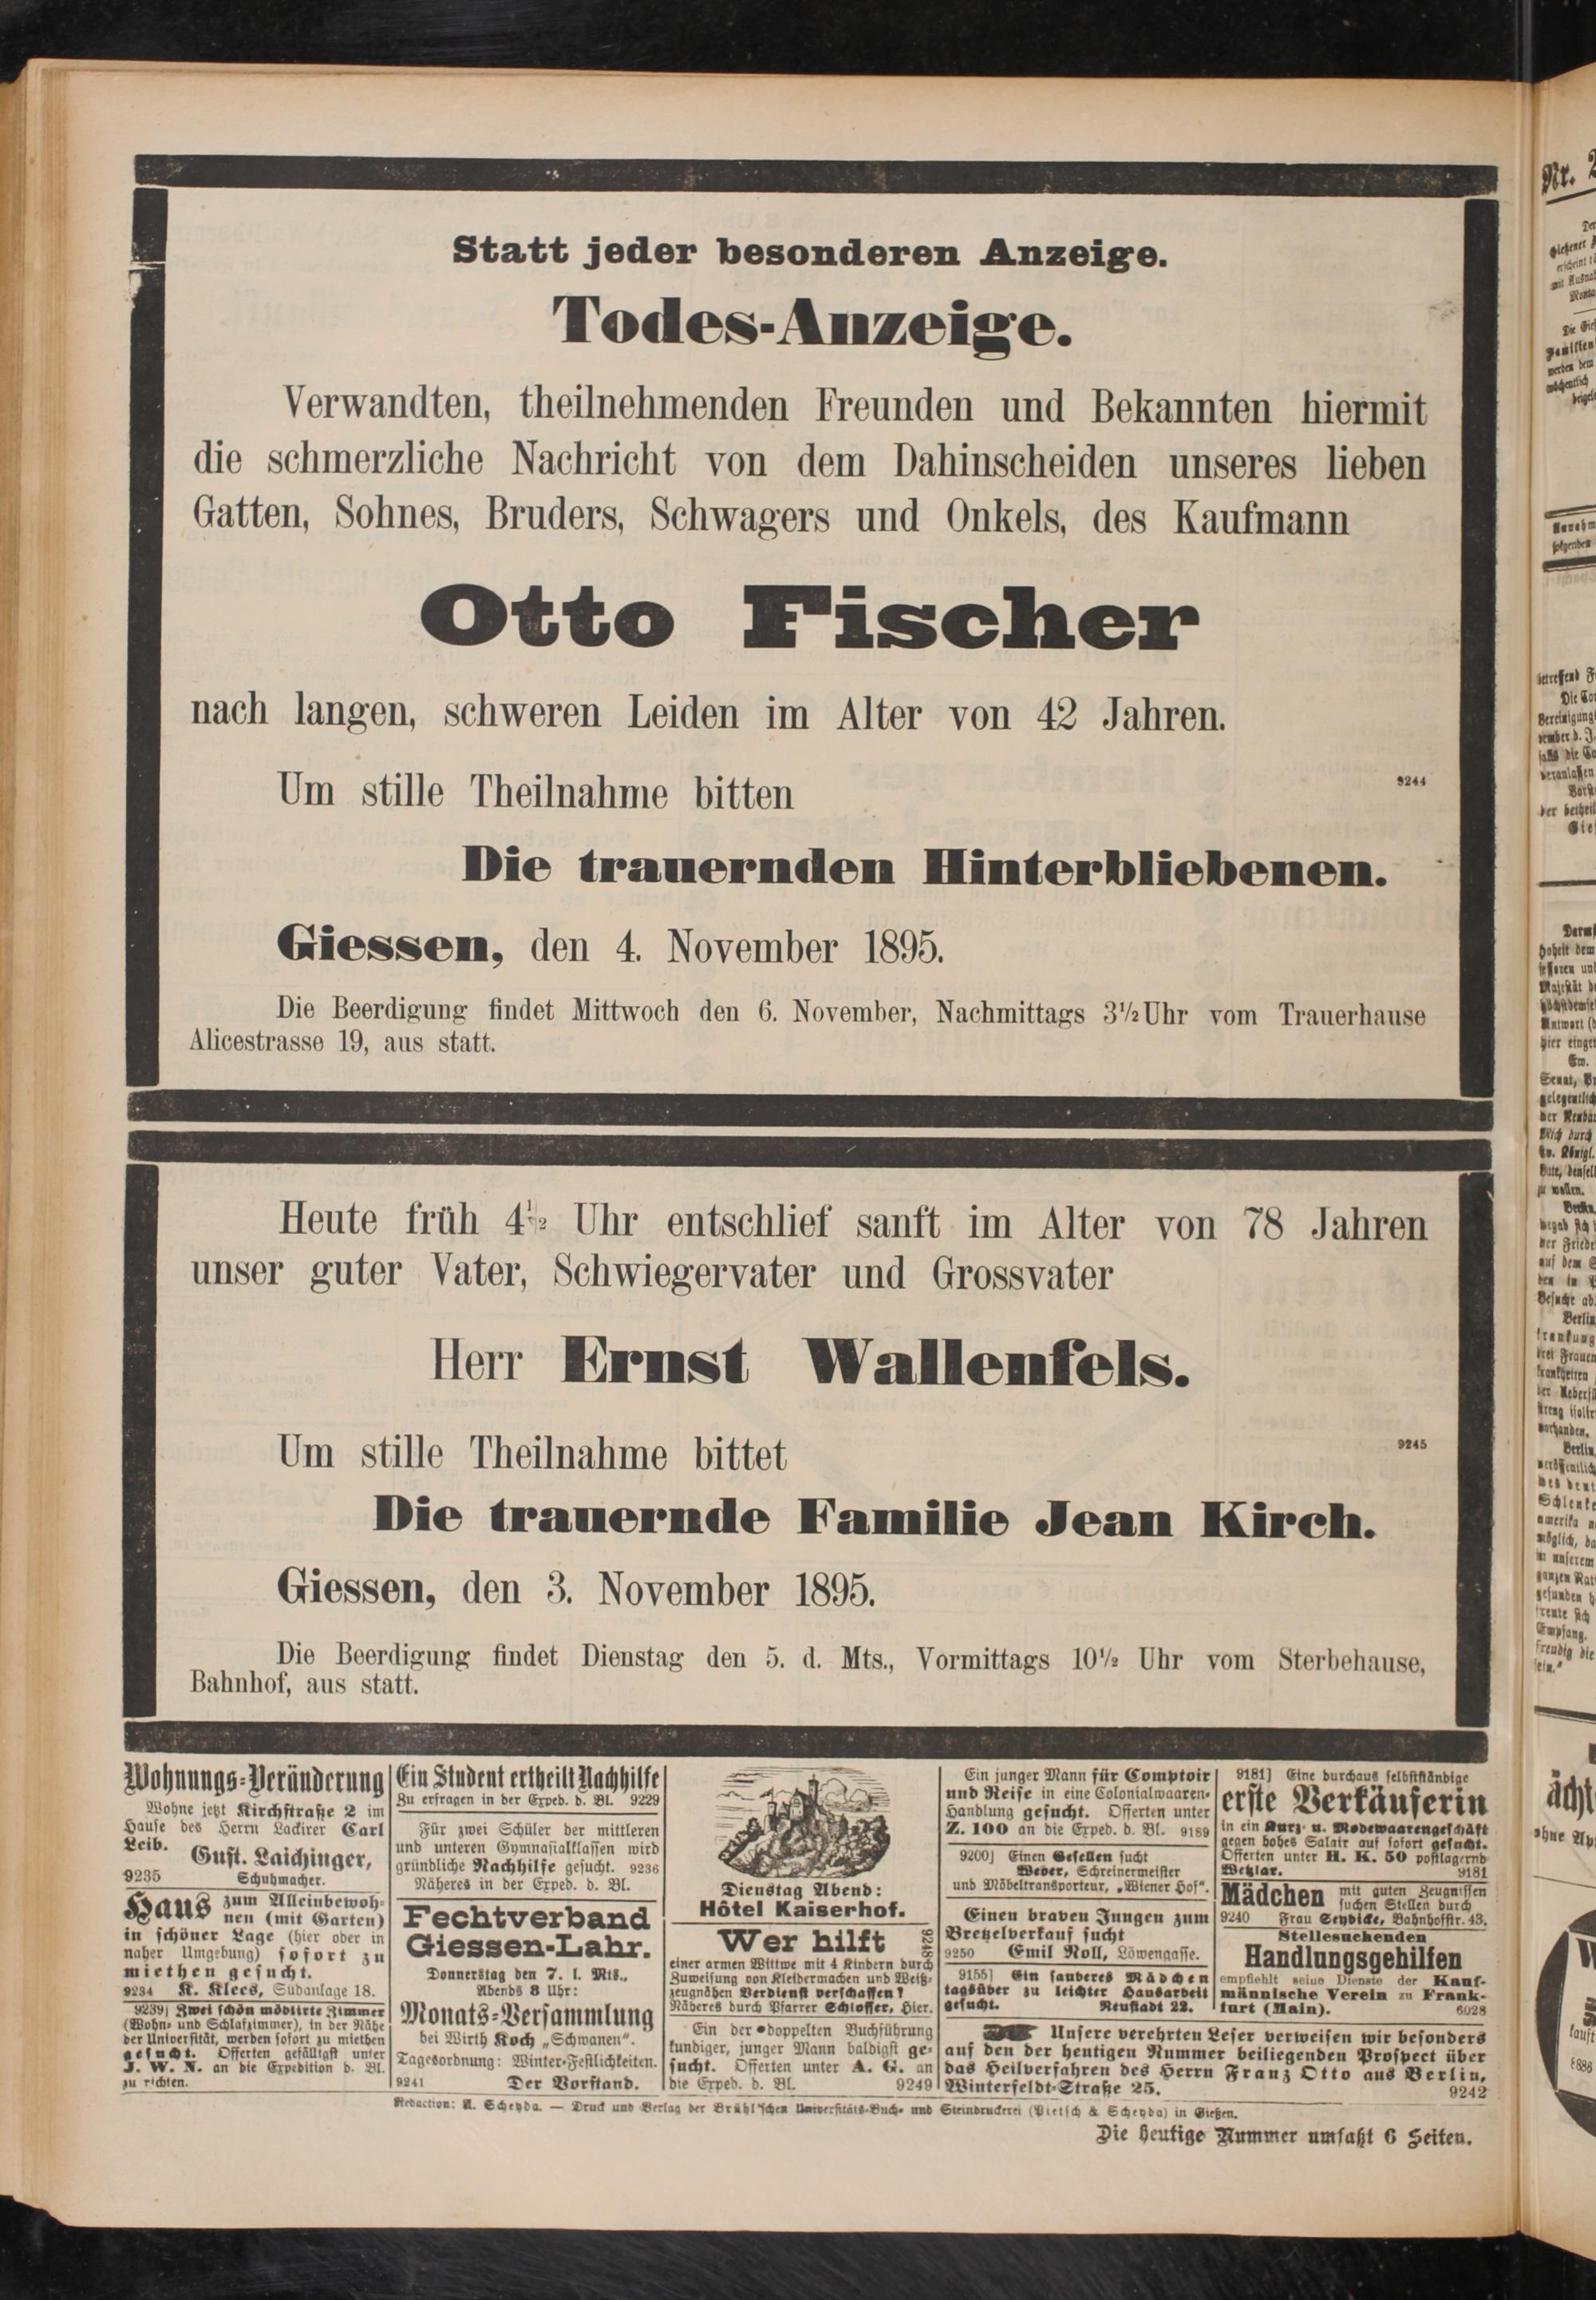 Statt jeder besonderen Anzeige.
Todes-Anzeige.
Verwandten, theilnehmenden Freunden und Bekannten hiermit
die schmerzliche Nachricht von dem Dahinscheiden unseres lieben
Gatten, Sohnes, Bruders, Schwagers und Onkels, des Kaufmann
Otto Fischer
nach langen, schweren Leiden im Alter von 42 Jahren.
Um stille Theilnahme bitten
9244
Die trauernden Hinterbliebenen.
Giessen, den 4. November 1895.
Die Beerdigung findet Mittwoch den 6. November, Nachmittags 3½ Uhr vom Trauerhause
Alicestrasse 19, aus statt.
Heute früh 4½ Uhr entschlief sanft im Alter von 78 Jahren
unser guter Vater, Schwiegervater und Grossvater
Herr Ernst Wallenfels.
Um stille Theilnahme bittet
9245
Die trauernde Familie Jean Kirch.
Giessen, den 3. November 1895.
Die Beerdigung findet Dienstag den 5. d. Mts., Vormittags 10½ Uhr vom Sterbehause,
Bahnhof, aus statt.
Wohnungs-Veränderung
Wohne jetzt Kirchstraße 2 im
Hause des Herrn Lackirer Carl
Leib.
Gust. Laichinger,
9235 Schuhmacher.
Haus zum Alleinbewoh-
nen (mit Garten)
in schöner Lage (hier oder in
naher Umgebung) sofort zu
miethen gesucht.
9234 K. Klees, Südanlage 18.
9239] Zwei schön möblirte Zimmer
(Wohn- und Schlafzimmer), in der Nähe
der Universität, werden sofort zu miethen
gesucht. Offerten gefälligst unter
J. W. N. an die Expedition d. Bl.
zu richten.
Ein Student ertheilt Nachhilfe
Zu erfragen in der Exped. d. Bl. 9229
Für zwei Schüler der mittleren
und unteren Gymnasialklassen wird
gründliche Nachhilfe gesucht. 9236
Näheres in der Exped. d. Bl.
Fechtverband
Giessen-Lahr.
Donnerstag den 7. l. Mts.,
Abends 8 Uhr:
Monats-Versammlung
bei Wirth Koch „Schwanen".
Tagesordnung: Winter-Festlichkeiten.
9241 Der Vorstand.
Dienstag Abend:
Hôtel Kaiserhof.
Wer hilft
9248
einer armen Wittwe mit 4 Kindern durch
Zuweisung von Kleidermachen und Weiß-
zeugnähen Verdienst verschaffen?
Näheres durch Pfarrer Schlosser, hier.
Ein der doppelten Buchführung
kundiger, junger Mann baldigst ge-
sucht. Offerten unter A. G. an
die Exped. d. Bl. 9249
Ein junger Mann für Comptoir
und Reise in eine Colonialwaaren-
Handlung gesucht. Offerten unter
Z. 100 an die Exped. d. Bl. 9189
9200] Einen Gesellen sucht
Weber, Schreinermeister
und Möbeltransporteur, „Wiener Hof".
Einen braven Jungen zum
Bretzelverkauf sucht
9250 Emil Noll, Löwengasse.
9155] Ein sauberes Mädchen
tagsüber zu leichter Hausarbeit
gesucht. Neustadt 22.
9181] Eine durchaus selbstständige
erste Verkäuferin
in ein Kurz- u. Modewaarengeschäft
gegen hohes Salair auf sofort gesucht.
Offerten unter H. K. 50 postlagernd
Wetzlar. 9181
Mädchen mit guten Zeugnissen
suchen Stellen durch
9240 Frau Seybicke, Bahnhofstr. 43.
Stellesuchenden
Handlungsgehilfen
empfiehlt seine Dienste der Kauf-
männische Verein zu Frank-
furt (Main). 6028
Unsere verehrten Leser verweisen wir besonders
auf den der heutigen Nummer beiliegenden Prospect über
das Heilverfahren des Herrn Franz Otto aus Berlin,
Winterfeldt-Straße 25. 9242
Redaction: A. Scheyda. — Druck und Verlag der Brühl'schen Universitäts-Buch- und Steindruckerei (Pietsch & Scheyda) in Gießen.
Die heutige Nummer umfaßt 6 Seiten.